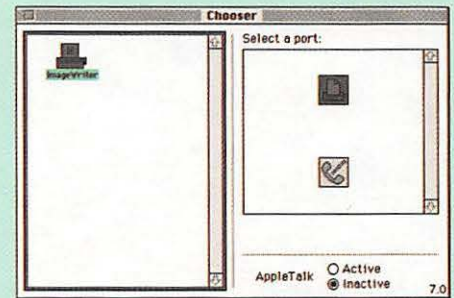 Chooser
ImageWriter
Select a port:
AppleTalk
Active
Inactive
7.0